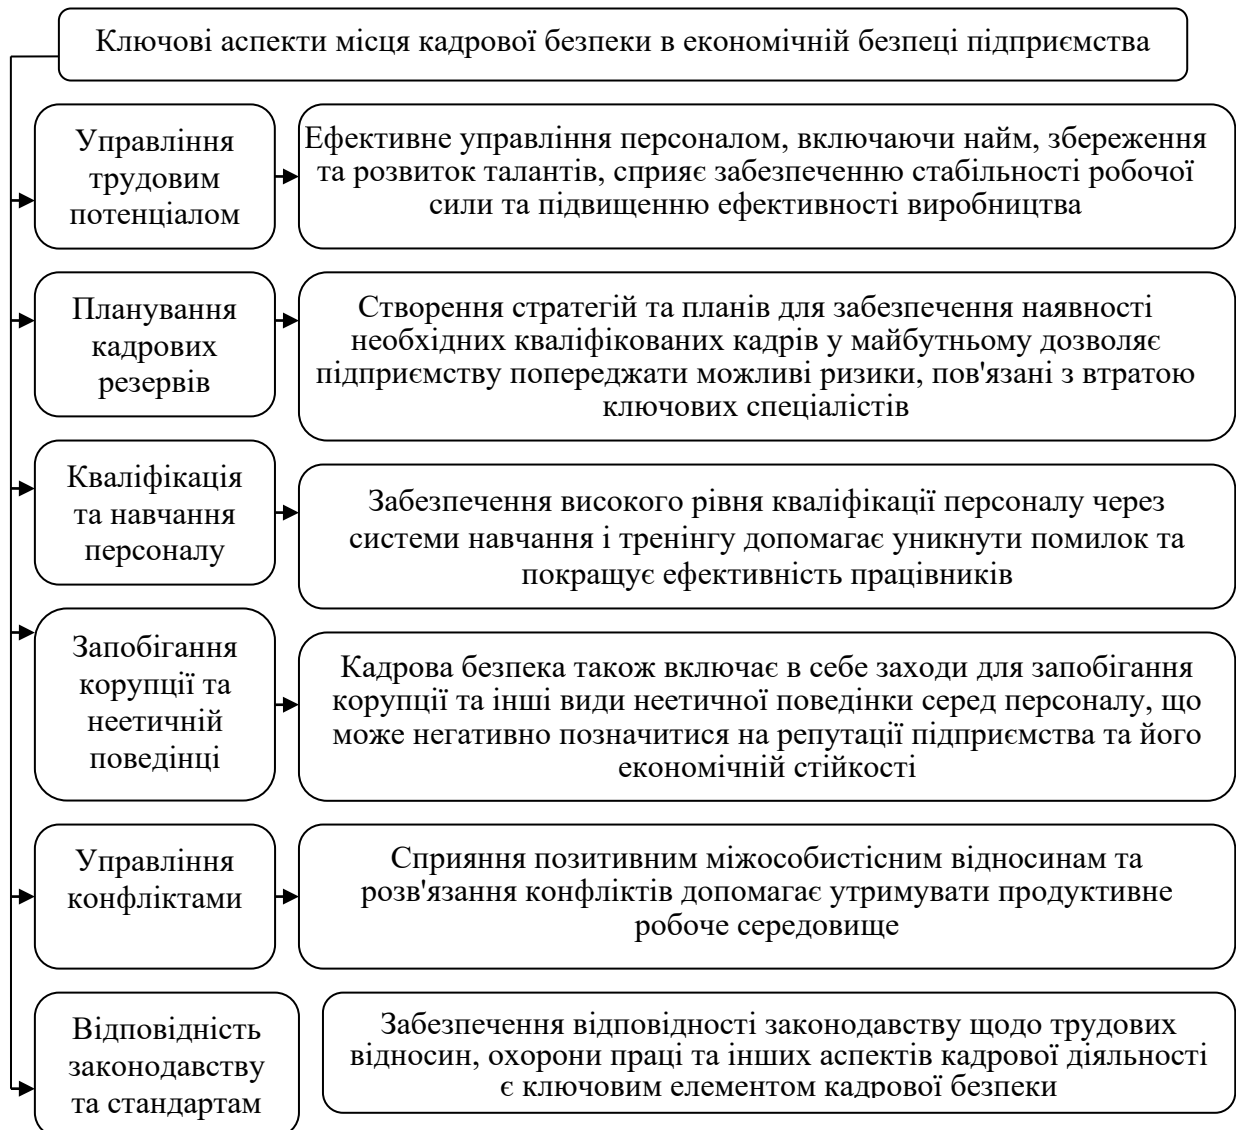 Ключові аспекти місця кадрової безпеки в економічній безпеці підприємства
Управління
трудовим
потенціалом
Ефективне управління персоналом, включаючи найм, збереження
та розвиток талантів, сприяє забезпеченню стабільності робочої
сили та підвищенню ефективності виробництва
Планування
кадрових
резервів
Створення стратегій та планів для забезпечення наявності
необхідних кваліфікованих кадрів у майбутньому дозволяє
підприємству попереджати можливі ризики, пов'язані з втратою
ключових спеціалістів
Кваліфікація
та навчання
персоналу
Забезпечення високого рівня кваліфікації персоналу через
системи навчання і тренінгу допомагає уникнути помилок та
покращує ефективність працівників
Запобігання
корупції та
неетичній
поведінці
Кадрова безпека також включає в себе заходи для запобігання
корупції та інші види неетичної поведінки серед персоналу, що
може негативно позначитися на репутації підприємства та його
економічній стійкості
Управління
конфліктами
Сприяння позитивним міжособистісним відносинам та
розв'язання конфліктів допомагає утримувати продуктивне
робоче середовище
Відповідність
законодавству
та стандартам
Забезпечення відповідності законодавству щодо трудових
відносин, охорони праці та інших аспектів кадрової діяльності
є ключовим елементом кадрової безпеки